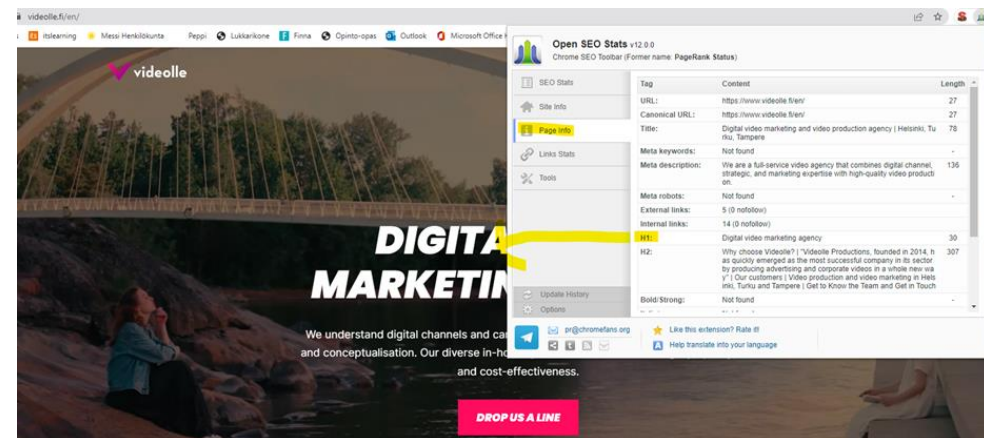 videolle.fi/en/
itslearning Messi Henkilökunta Peppi Lukkarikone Finna Opinto-opas Outlook Microsoft Office
videolle
DIGITA
MARKETIN
We understand digital channels and ca
and conceptualisation. Our diverse in-ho
and cost-effectiveness.
DROP US A LINE
Open SEO Stats v12.0.0
Chrome SEO Toolbar (Former name: PageRank Status)
SEO Stats
Site Info
Page Info
Links Stats
Tools
Update History
Options
Tag Content Length
URL: https://www.videolle.fi/en/ 27
Canonical URL: https://www.videolle.fi/en/ 27
Title: Digital video marketing and video production agency | Helsinki, Tu 78
rku, Tampere
Meta keywords: Not found -
Meta description: We are a full-service video agency that combines digital channel, 136
strategic, and marketing expertise with high-quality video producti
on.
Meta robots: Not found -
External links: 5 (0 nofollow)
Internal links: 14 (0 nofollow)
H1: Digital video marketing agency 30
H2: Why choose Videolle? | "Videolle Productions, founded in 2014, h 307
as quickly emerged as the most successful company in its sector
by producing advertising and corporate videos in a whole new wa
y" | Our customers | Video production and video marketing in Hels
inki, Turku and Tampere | Get to Know the Team and Get in Touch
Bold/Strong: Not found -
pr@chromefans.org
Like this extension? Rate it!
Help translate into your language